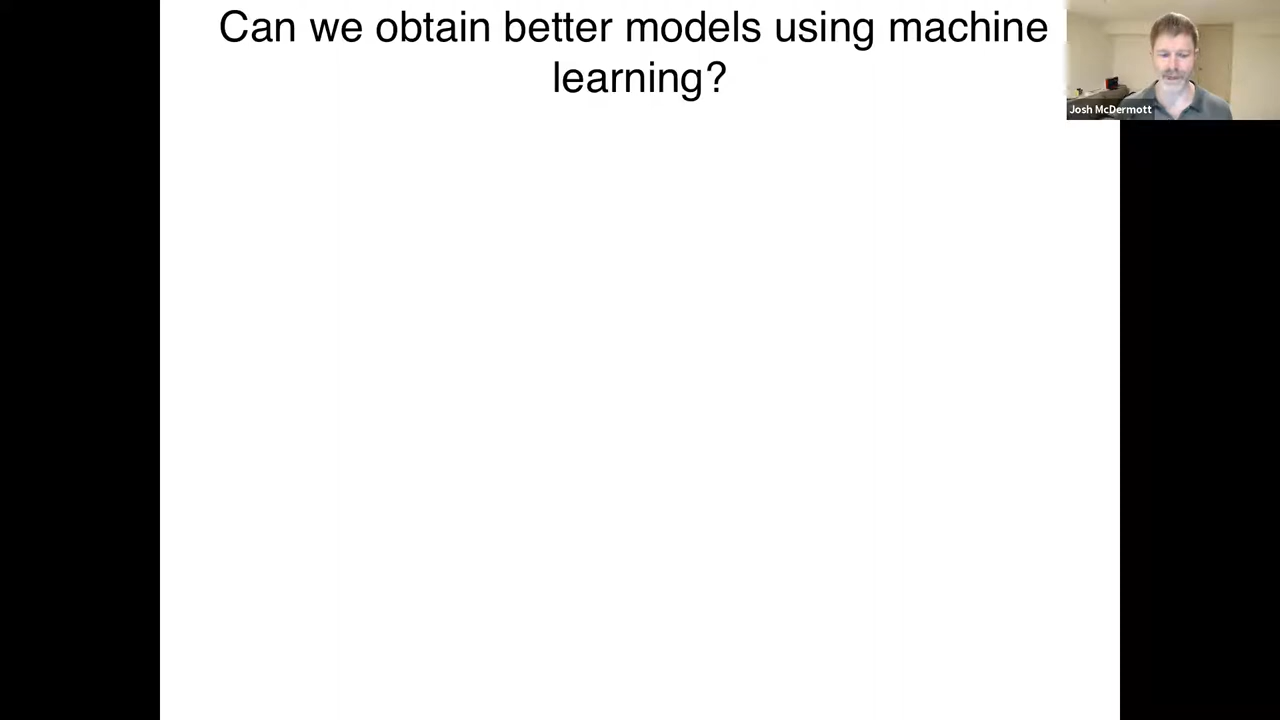 Can we obtain better models using machine
learning?
Josh McDermott